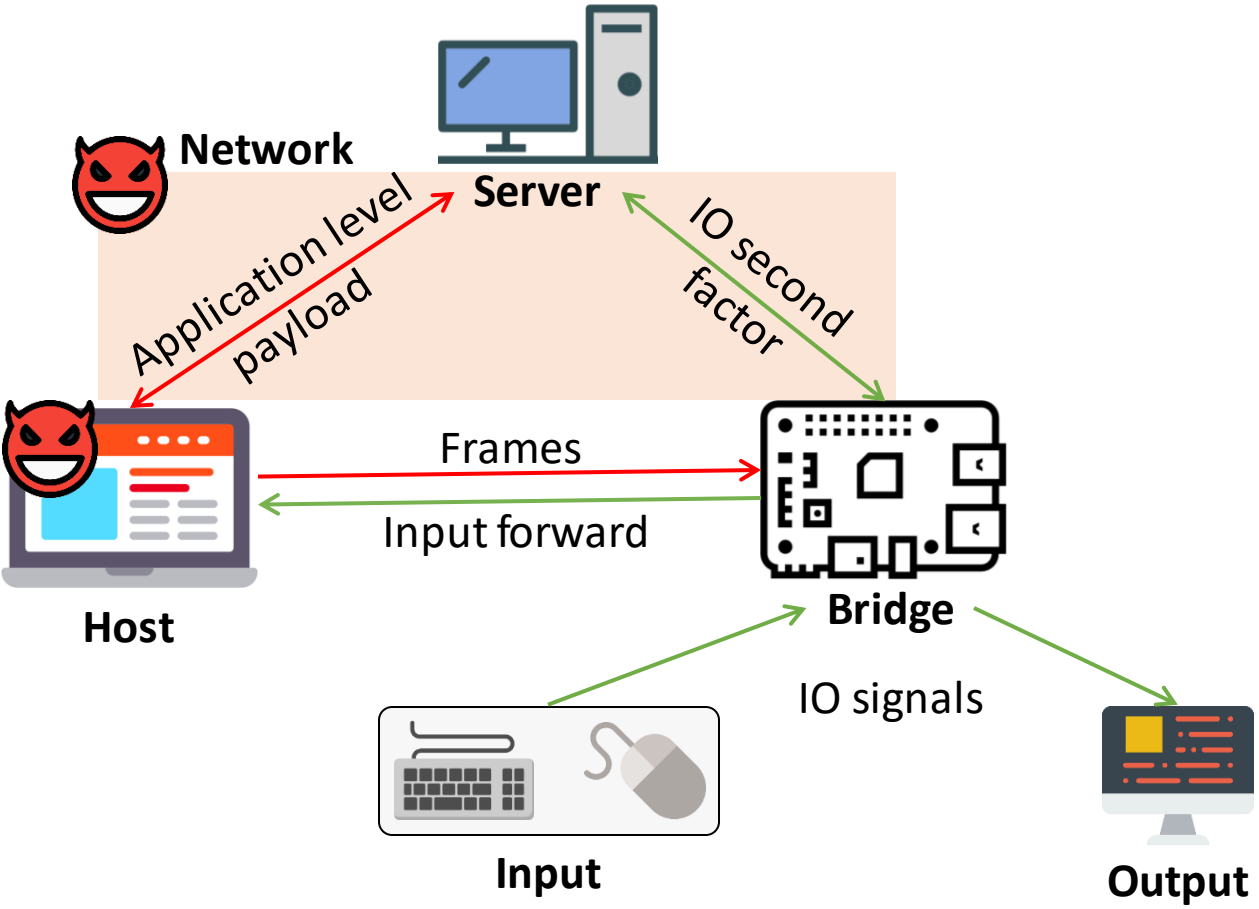 Network
Server
Application level
payload
IO second
factor
Frames
Input forward
Host
Bridge
IO signals
Input
Output